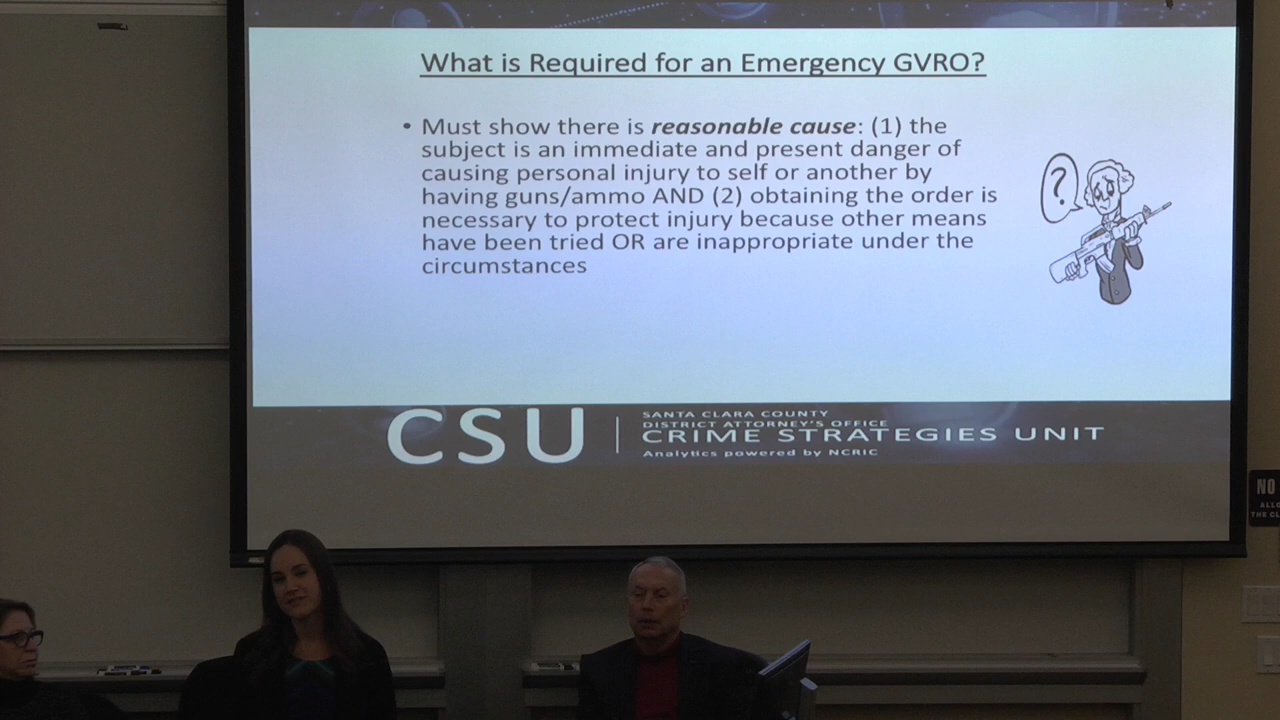 What is Required for an Emergency GVRO?
• Must show there is reasonable cause: (1) the
subject is an immediate and present danger of
causing personal injury to self or another by
having guns/ammo AND (2) obtaining the order is
necessary to protect injury because other means
have been tried OR are inappropriate under the
circumstances
?
CSU
SANTA CLARA COUNTY
DISTRICT ATTORNEY'S OFFICE
CRIME STRATEGIES UNIT
Analytics powered by NCRIC
NO